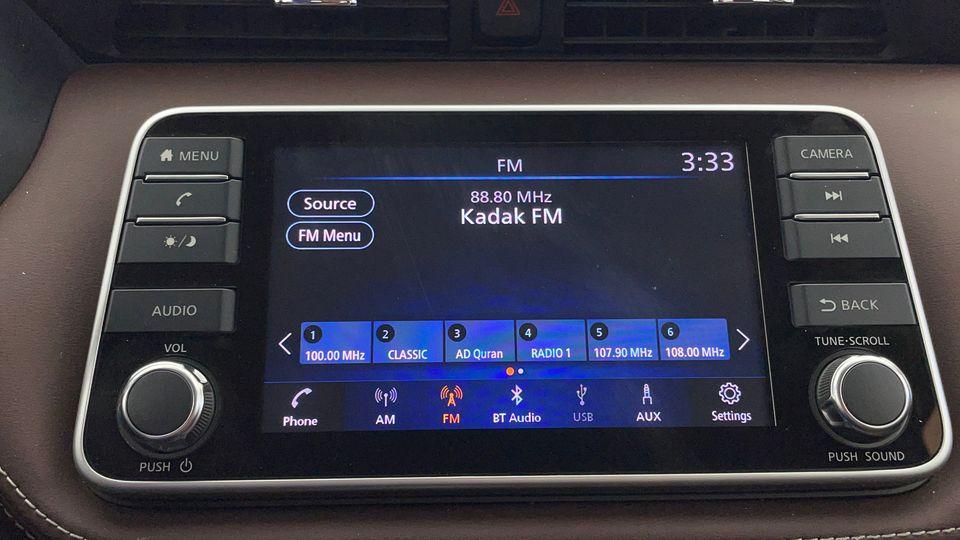 MENU
CAMERA
FM
3:33
88.80 MHz
Source
Kadak FM
FM Menu
AUDIO
BACK
1
2
3
4
5
6
100.00 MHz
CLASSIC
AD Quran
RADIO 1
107.90 MHz
108.00 MHz
VOL
TUNE·SCROLL
Phone
AM
FM
BT Audio
USB
AUX
Settings
PUSH
PUSH SOUND